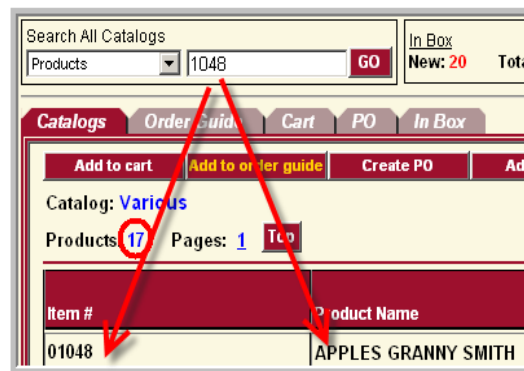 Search All Catalogs
Products 1048 GO
In Box
New: 20
Catalogs Order Guide Cart PO In Box
Add to cart Add to order guide Create PO
Catalog: Various
Products: 17 Pages: 1 Top
Item # Product Name
01048 APPLES GRANNY SMITH